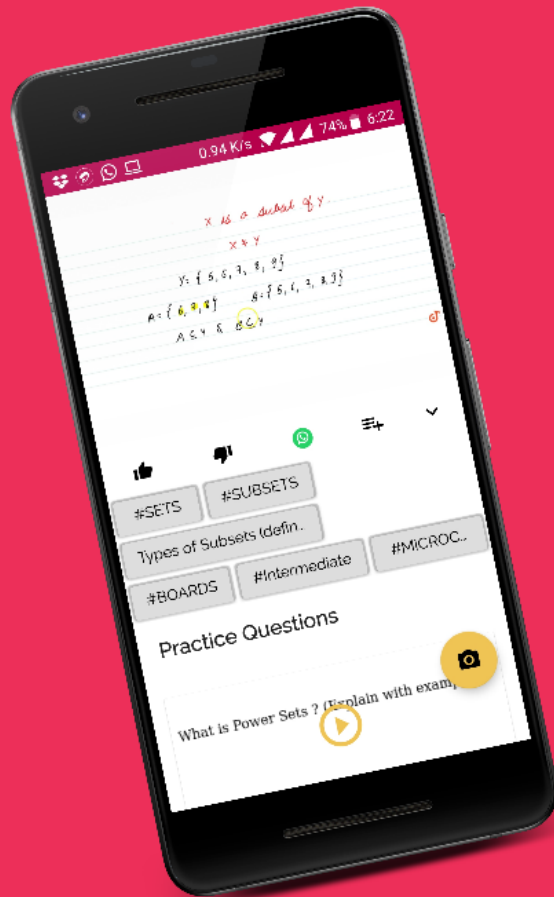 0.94 K/s 74% 6:22
X is a subset of Y.
X ≠ Y
Y= { 5, 6, 7, 8, 9}
A= { 6, 7, 8} B= { 5, 6, 7, 8, 9}
A ⊆ Y & B ⊆ Y
#SETS #SUBSETS
Types of Subsets (defin..
#BOARDS #Intermediate #MICROC..
Practice Questions
What is Power Sets ? (Explain with exam